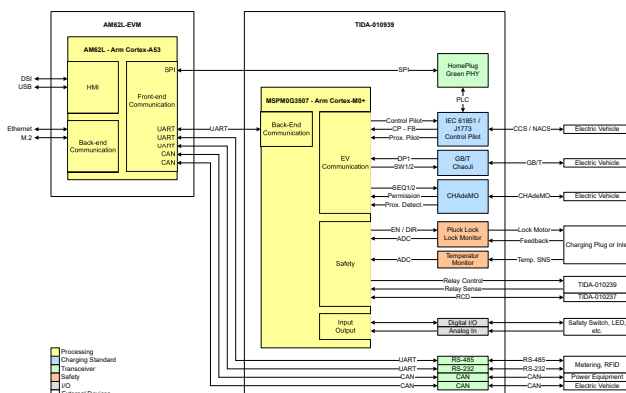 AM62L-EVM
TIDA-010939
AM62L - Arm Cortex-A53
SPI
SPI
HomePlug
Green PHY
DSI
USB
HMI
Front-end
Communication
PLC
MSPM0G3507 - Arm Cortex-M0+
Ethernet
M.2
Back-end
Communication
UART
UART
UART
CAN
CAN
UART
Back-End
Communication
EV
Communication
Control Pilot
CP - FB
Prox. Pilot
IEC 61851 /
J1773
Control Pilot
CCS / NACS
Electric Vehicle
DP1
SW1/2
GB/T
ChaoJi
GB/T
Electric Vehicle
SEQ1/2
Permission
Prox. Detect.
CHAdeMO
CHAdeMO
Electric Vehicle
Safety
EN / DIR
ADC
Pluck Lock
Lock Monitor
Lock Motor
Feedback
Charging Plug or Inle
ADC
Temperatur
Monitor
Temp. SNS
Relay Control
Relay Sense
RCD
TIDA-010239
TIDA-010237
Input
Output
Digital I/O
Analog In
Safety Switch, LED,
etc.
Processing
Charging Standard
Transceiver
Safety
I/O
External Devices
UART
RS-485
RS-485
UART
RS-232
RS-232
Metering, RFID
CAN
CAN
CAN
Power Equipment
CAN
CAN
CAN
Electric Vehicle